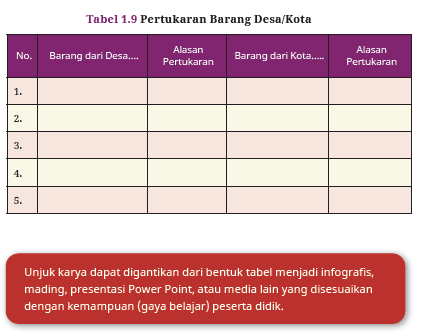 Tabel 1.9 Pertukaran Barang Desa/Kota
No. Barang dari Desa.... Alasan Pertukaran Barang dari Kota..... Alasan Pertukaran
1.
2.
3.
4.
5.
Unjuk karya dapat digantikan dari bentuk tabel menjadi infografis,
mading, presentasi Power Point, atau media lain yang disesuaikan
dengan kemampuan (gaya belajar) peserta didik.